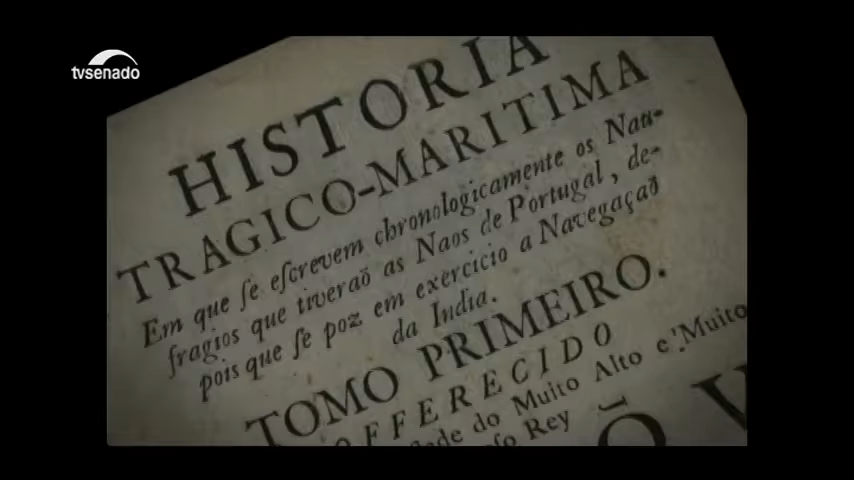 tvsenado
HISTORIA
TRAGICO-MARITIMA
Em que ſe eſcrevem chronologicamente os Nau-
fragios que tiveraõ as Naos de Portugal, de-
pois que ſe poz em exercicio a Navegaçaõ
da India.
TOMO PRIMEIRO.
OFFERECIDO
do Muito Alto e Muito
Rey